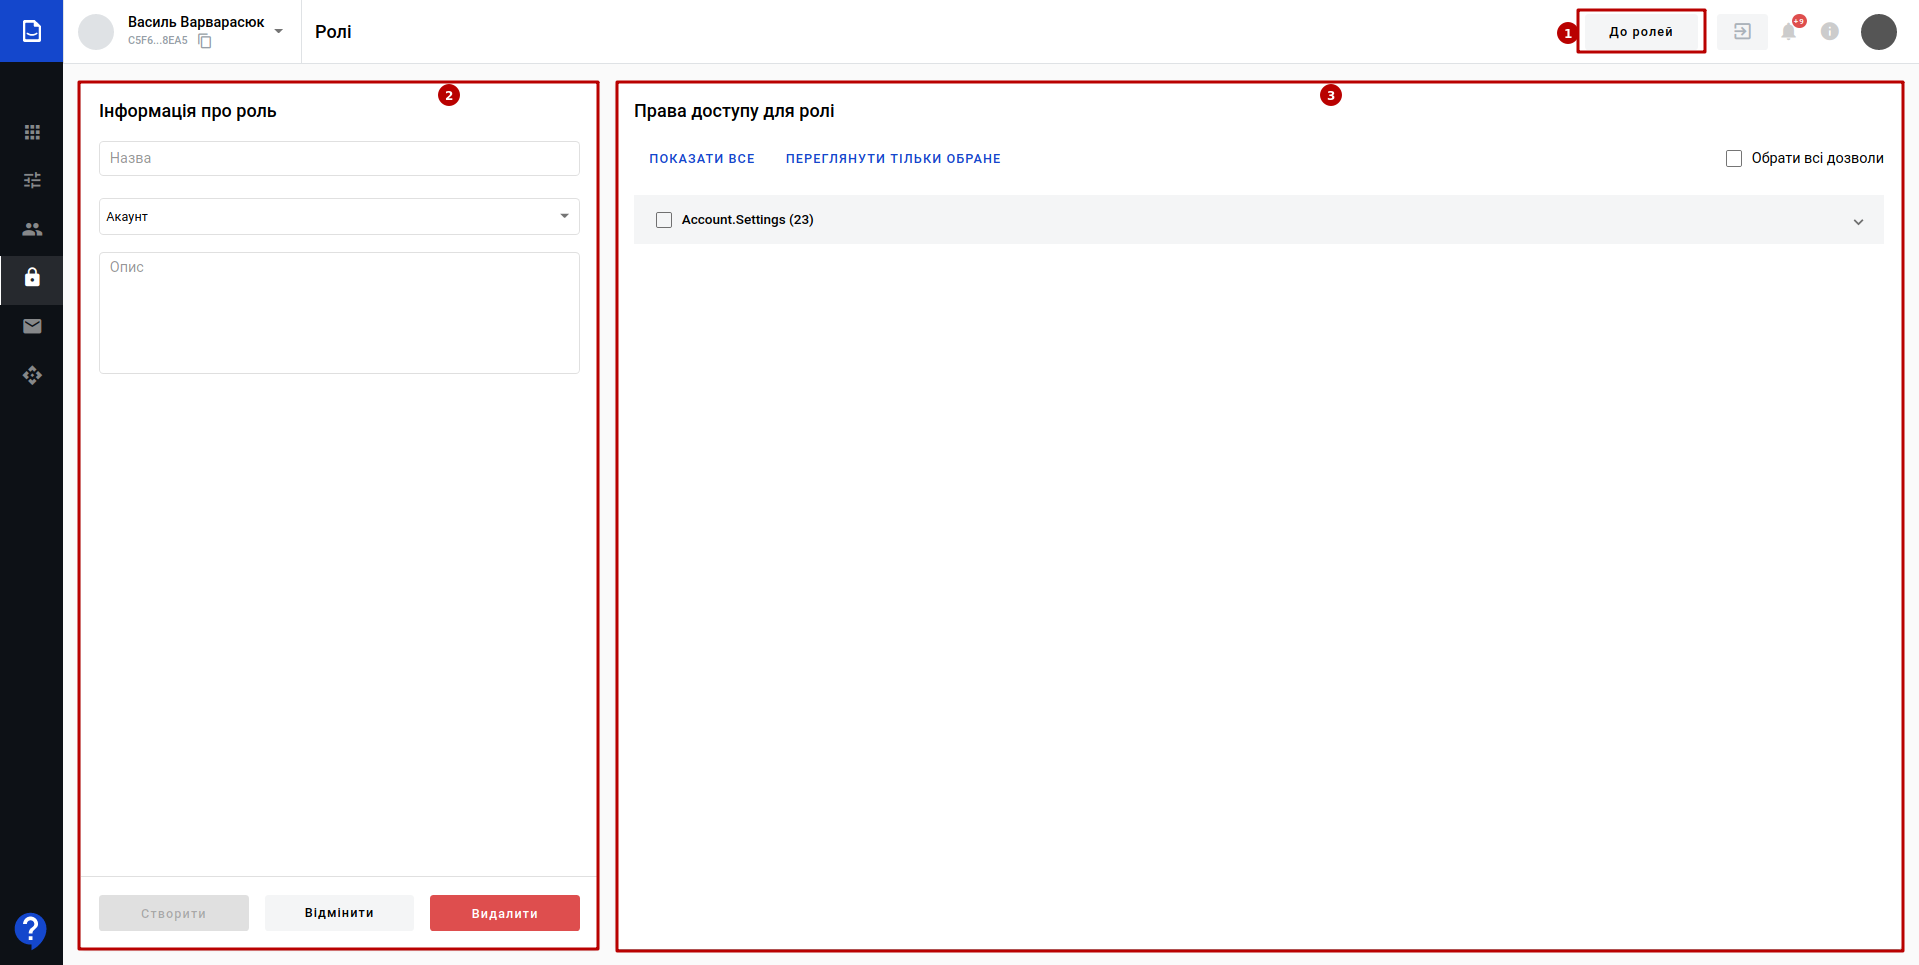 Василь Варварасюк
C5F6...8EA5
Ролі
1
До ролей
+9
2
Інформація про роль
Назва
Акаунт
Опис
Створити
Відмінити
Видалити
3
Права доступу для ролі
ПОКАЗАТИ ВСЕ
ПЕРЕГЛЯНУТИ ТІЛЬКИ ОБРАНЕ
Обрати всі дозволи
Account.Settings (23)